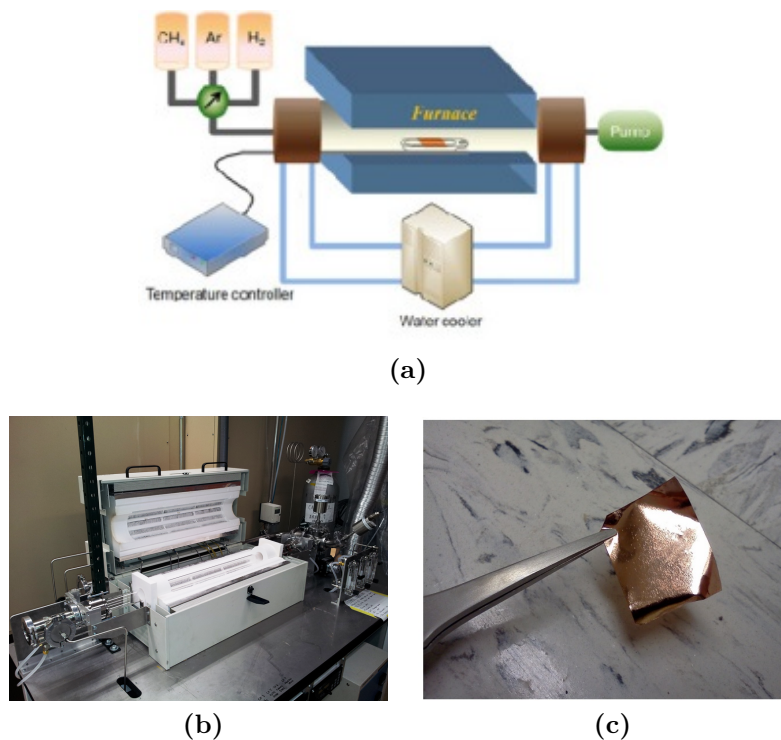 CH₄ Ar H₂
Furnace
Pump
Temperature controller
Water cooler
(a)
(b)
(c)